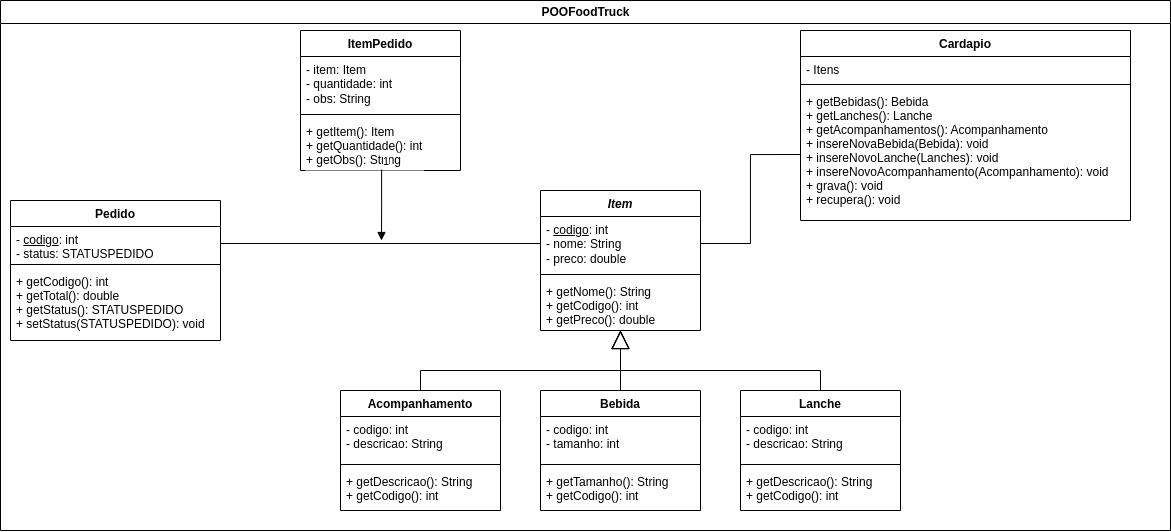 POOFoodTruck
ItemPedido
- item: Item
- quantidade: int
- obs: String
+ getItem(): Item
+ getQuantidade(): int
+ getObs(): String
1
Cardapio
- Itens
+ getBebidas(): Bebida
+ getLanches(): Lanche
+ getAcompanhamentos(): Acompanhamento
+ insereNovaBebida(Bebida): void
+ insereNovoLanche(Lanches): void
+ insereNovoAcompanhamento(Acompanhamento): void
+ grava(): void
+ recupera(): void
Pedido
- codigo: int
- status: STATUSPEDIDO
+ getCodigo(): int
+ getTotal(): double
+ getStatus(): STATUSPEDIDO
+ setStatus(STATUSPEDIDO): void
Item
- codigo: int
- nome: String
- preco: double
+ getNome(): String
+ getCodigo(): int
+ getPreco(): double
Acompanhamento
- codigo: int
- descricao: String
+ getDescricao(): String
+ getCodigo(): int
Bebida
- codigo: int
- tamanho: int
+ getTamanho(): String
+ getCodigo(): int
Lanche
- codigo: int
- descricao: String
+ getDescricao(): String
+ getCodigo(): int